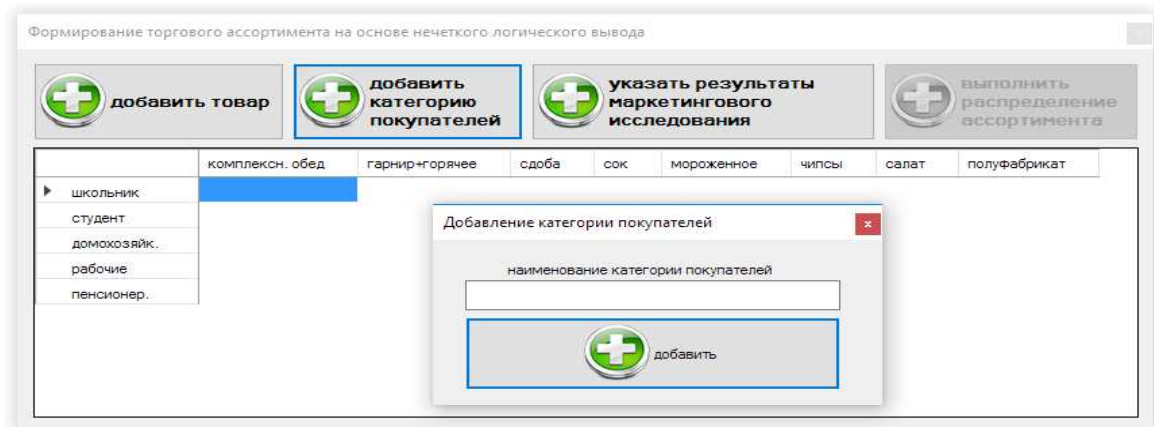 Формирование торгового ассортимента на основе нечеткого логического вывода
добавить товар
добавить
категорию
покупателей
указать результаты
маркетингового
исследования
выполнить
распределение
ассортимента
комплексн. обед гарнир+горячее сдоба сок мороженное чипсы салат полуфабрикат
школьник
студент
домохозяйк.
рабочие
пенсионер.
Добавление категории покупателей
x
наименование категории покупателей
добавить